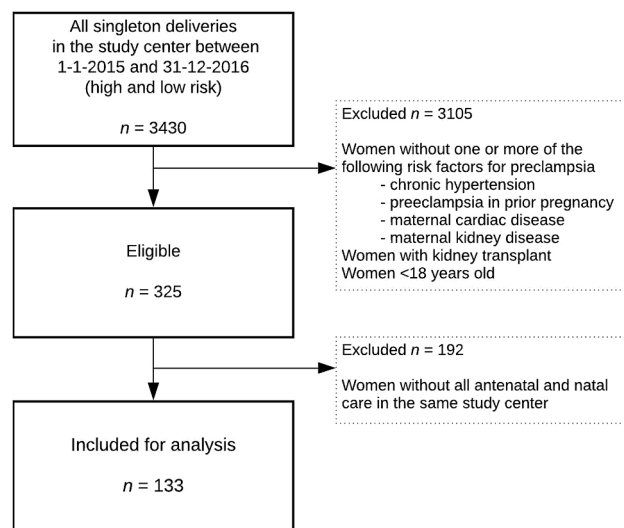 All singleton deliveries
in the study center between
1-1-2015 and 31-12-2016
(high and low risk)
n = 3430
Excluded n = 3105
Women without one or more of the
following risk factors for preclampsia
- chronic hypertension
- preeclampsia in prior pregnancy
- maternal cardiac disease
- maternal kidney disease
Women with kidney transplant
Women <18 years old
Eligible
n = 325
Excluded n = 192
Women without all antenatal and natal
care in the same study center
Included for analysis
n = 133